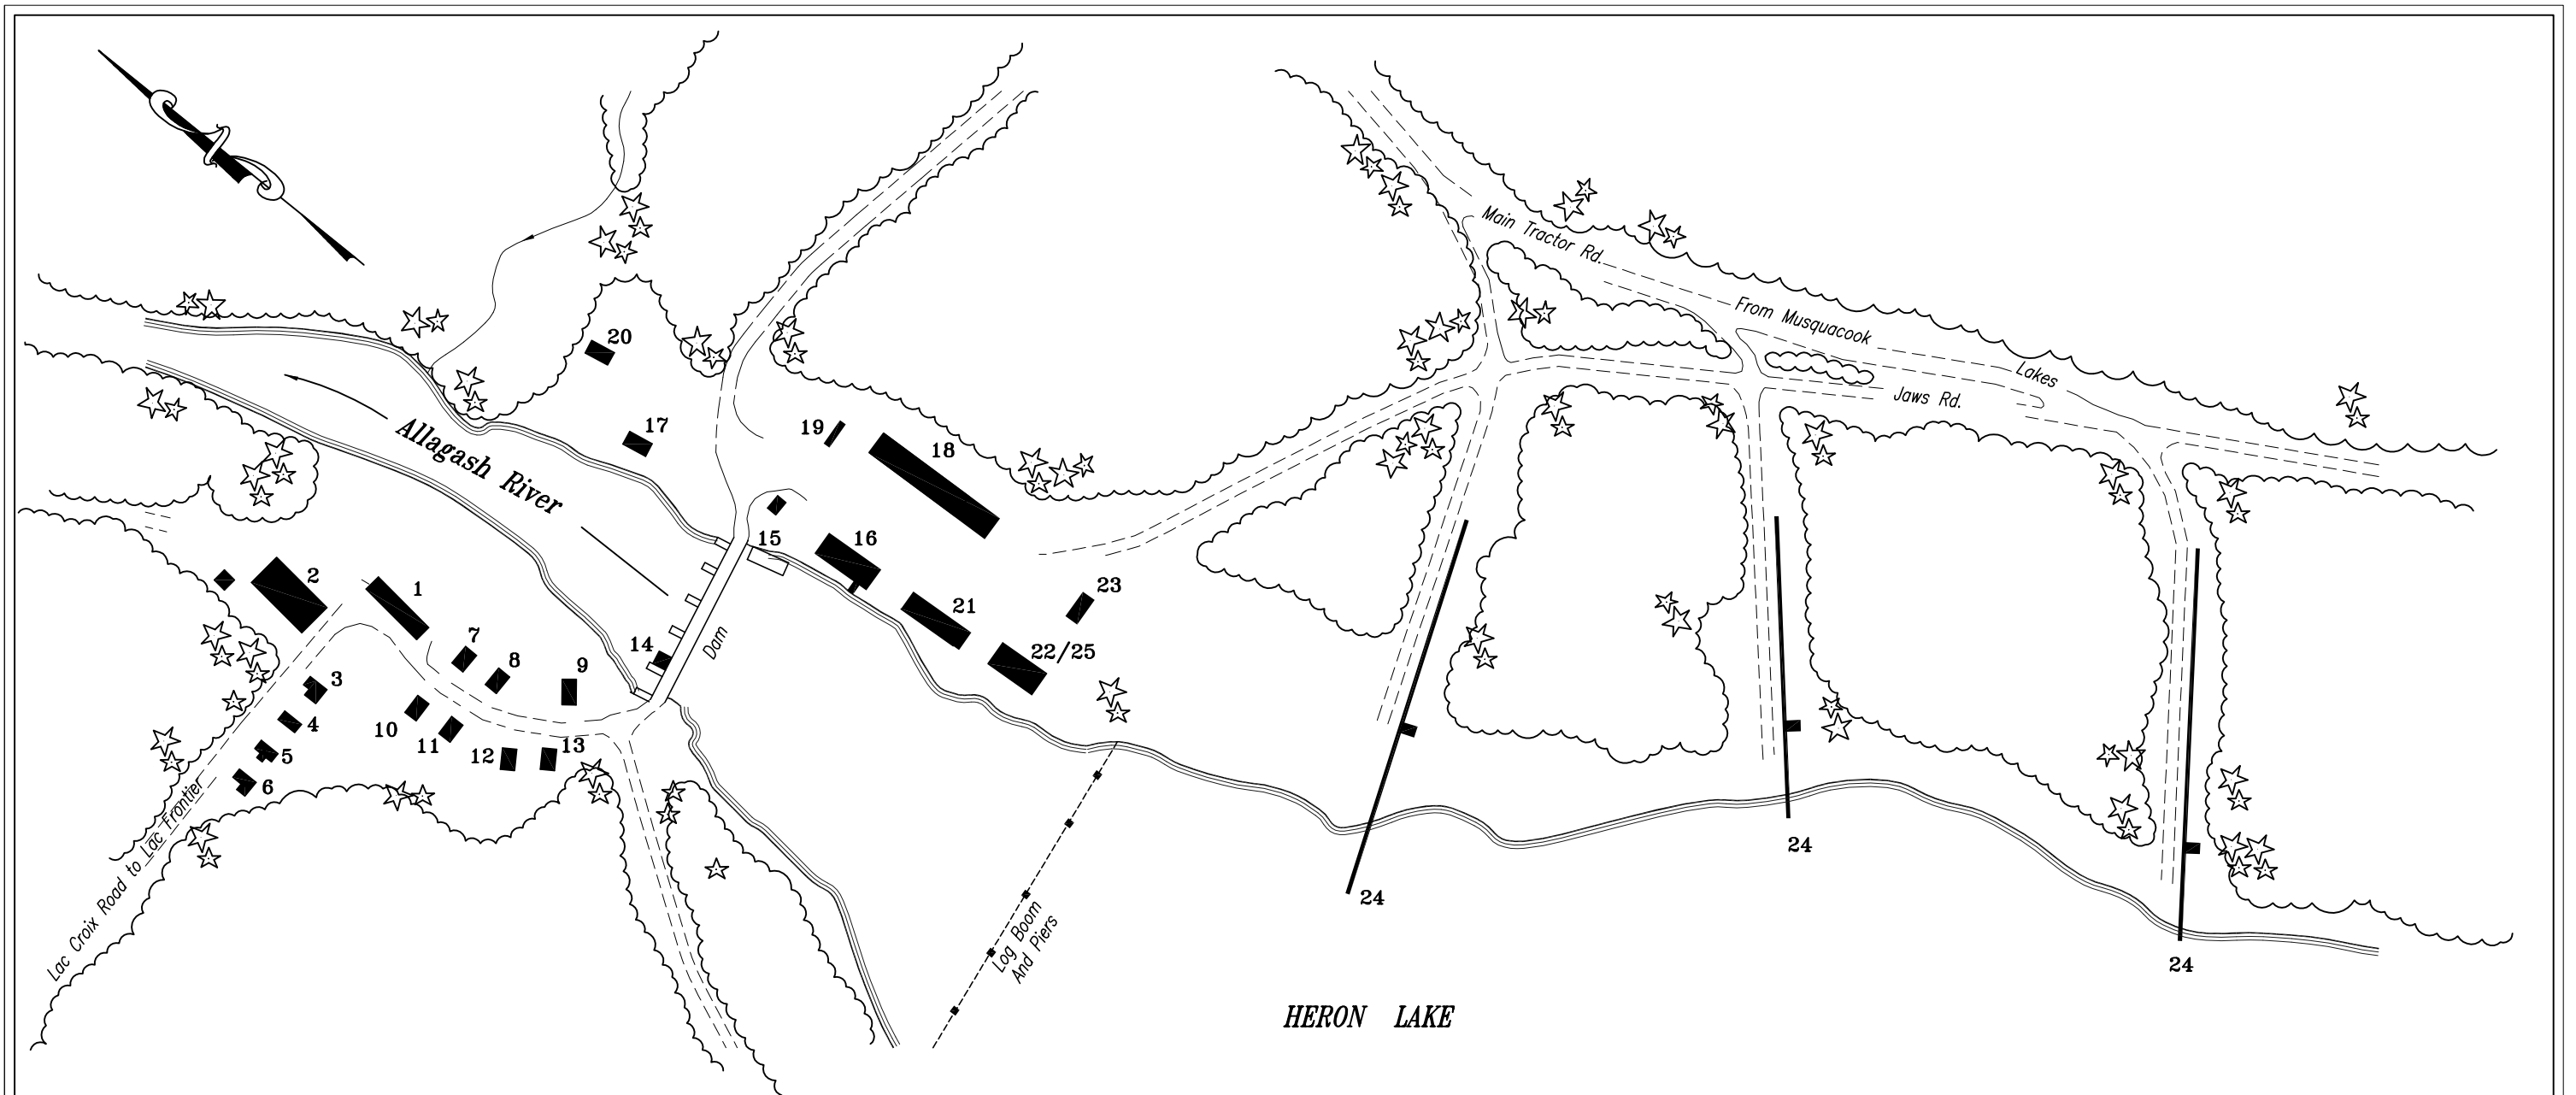 Main Tractor Rd.
From Musquacook
Lakes
Jaws Rd.
20
17
19
18
Allagash River
15
16
2
1
21
23
14
Dam
22/25
7
8
9
3
10
4
11
12
13
5
6
Lac Croix Road to Lac Frontier
24
24
24
Log Boom
And Piers
HERON LAKE